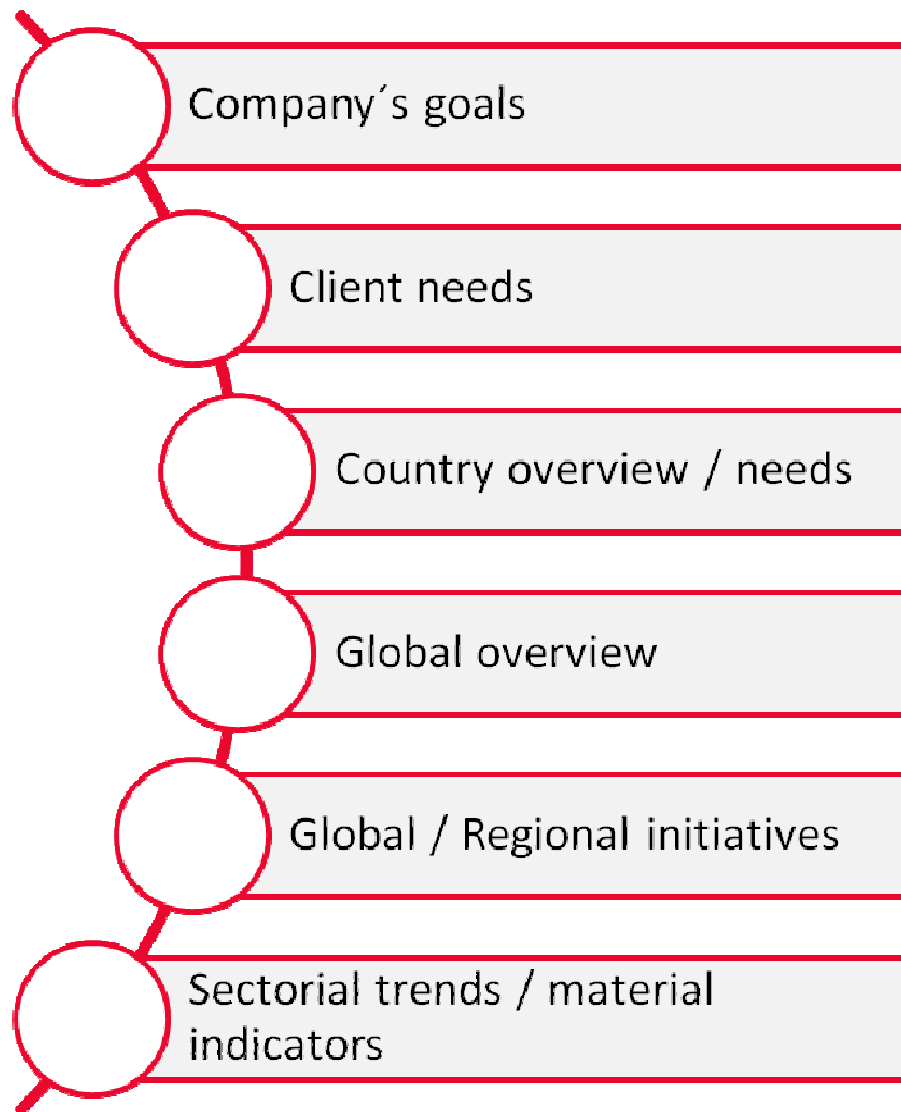 Company´s goals
Client needs
Country overview / needs
Global overview
Global / Regional initiatives
Sectorial trends / material
indicators